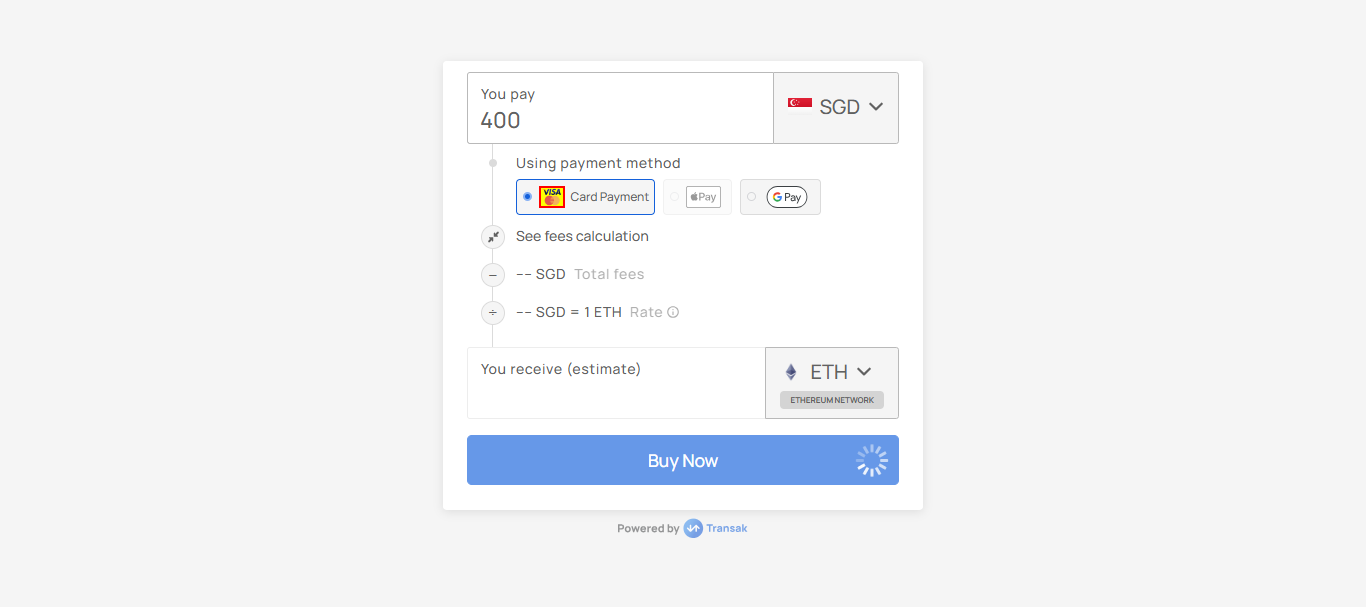 You pay
400
SGD
Using payment method
VISA Card Payment
Pay
G Pay
See fees calculation
− -- SGD Total fees
÷ -- SGD = 1 ETH Rate
You receive (estimate)
ETH
ETHEREUM NETWORK
Buy Now
Powered by Transak